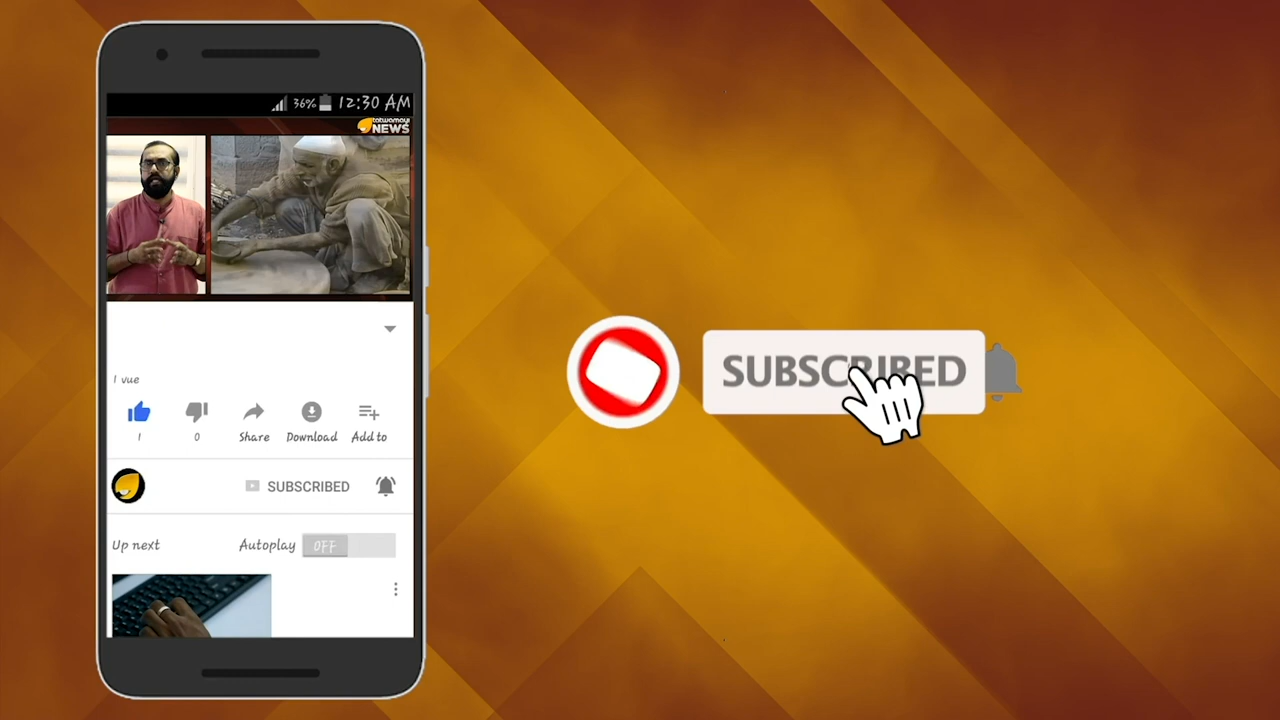 36% 12:30 AM
tatwamayi
NEWS
1 vue
1 0 Share Download Add to
SUBSCRIBED
Up next Autoplay OFF
SUBSCRIBED